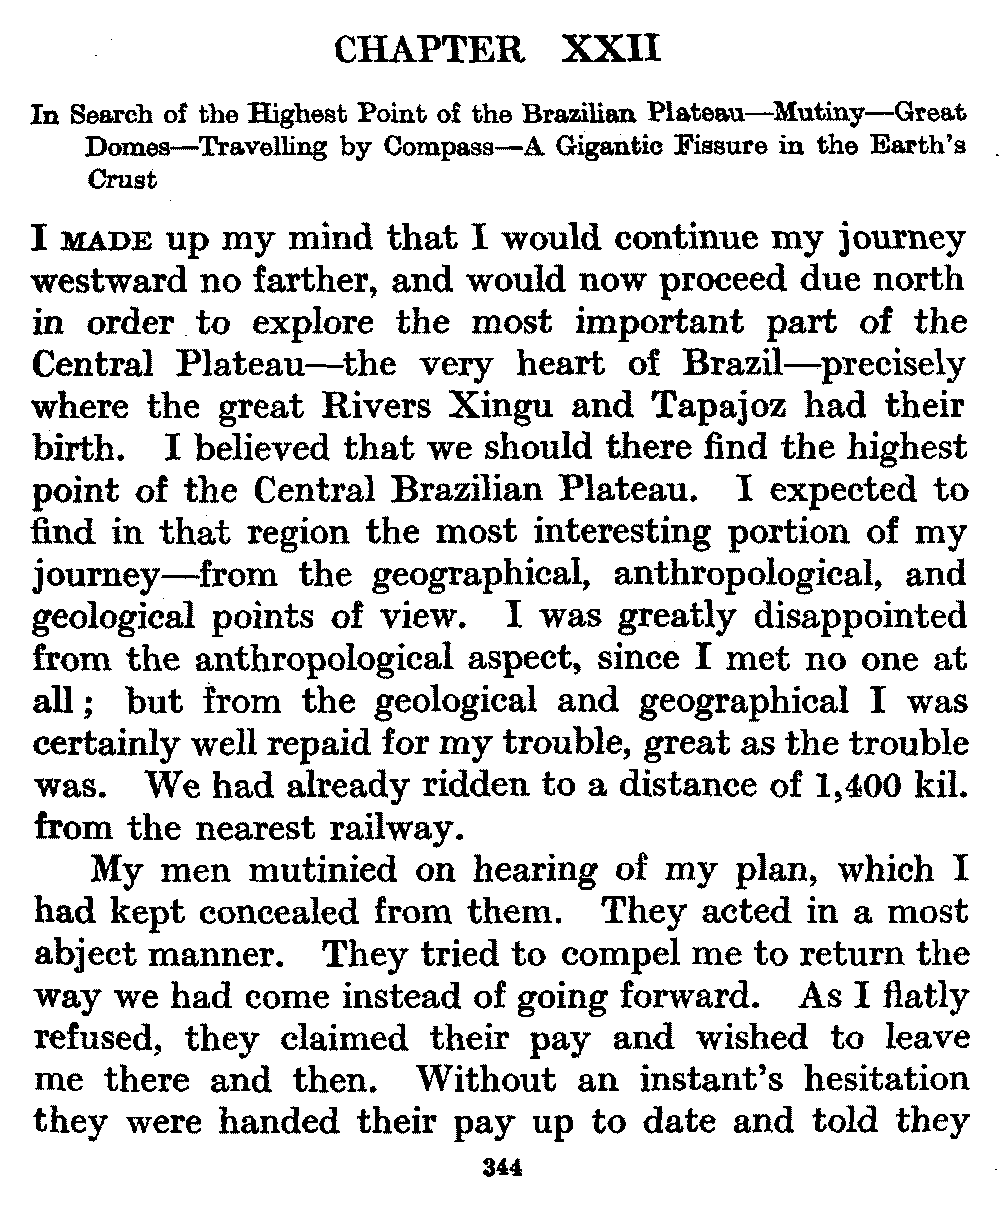 CHAPTER XXII
In Search of the Highest Point of the Brazilian Plateau—Mutiny—Great
Domes—Travelling by Compass—A Gigantic Fissure in the Earth's
Crust
I MADE up my mind that I would continue my journey
westward no farther, and would now proceed due north
in order to explore the most important part of the
Central Plateau—the very heart of Brazil—precisely
where the great Rivers Xingu and Tapajoz had their
birth. I believed that we should there find the highest
point of the Central Brazilian Plateau. I expected to
find in that region the most interesting portion of my
journey—from the geographical, anthropological, and
geological points of view. I was greatly disappointed
from the anthropological aspect, since I met no one at
all; but from the geological and geographical I was
certainly well repaid for my trouble, great as the trouble
was. We had already ridden to a distance of 1,400 kil.
from the nearest railway.
My men mutinied on hearing of my plan, which I
had kept concealed from them. They acted in a most
abject manner. They tried to compel me to return the
way we had come instead of going forward. As I flatly
refused, they claimed their pay and wished to leave
me there and then. Without an instant's hesitation
they were handed their pay up to date and told they
344